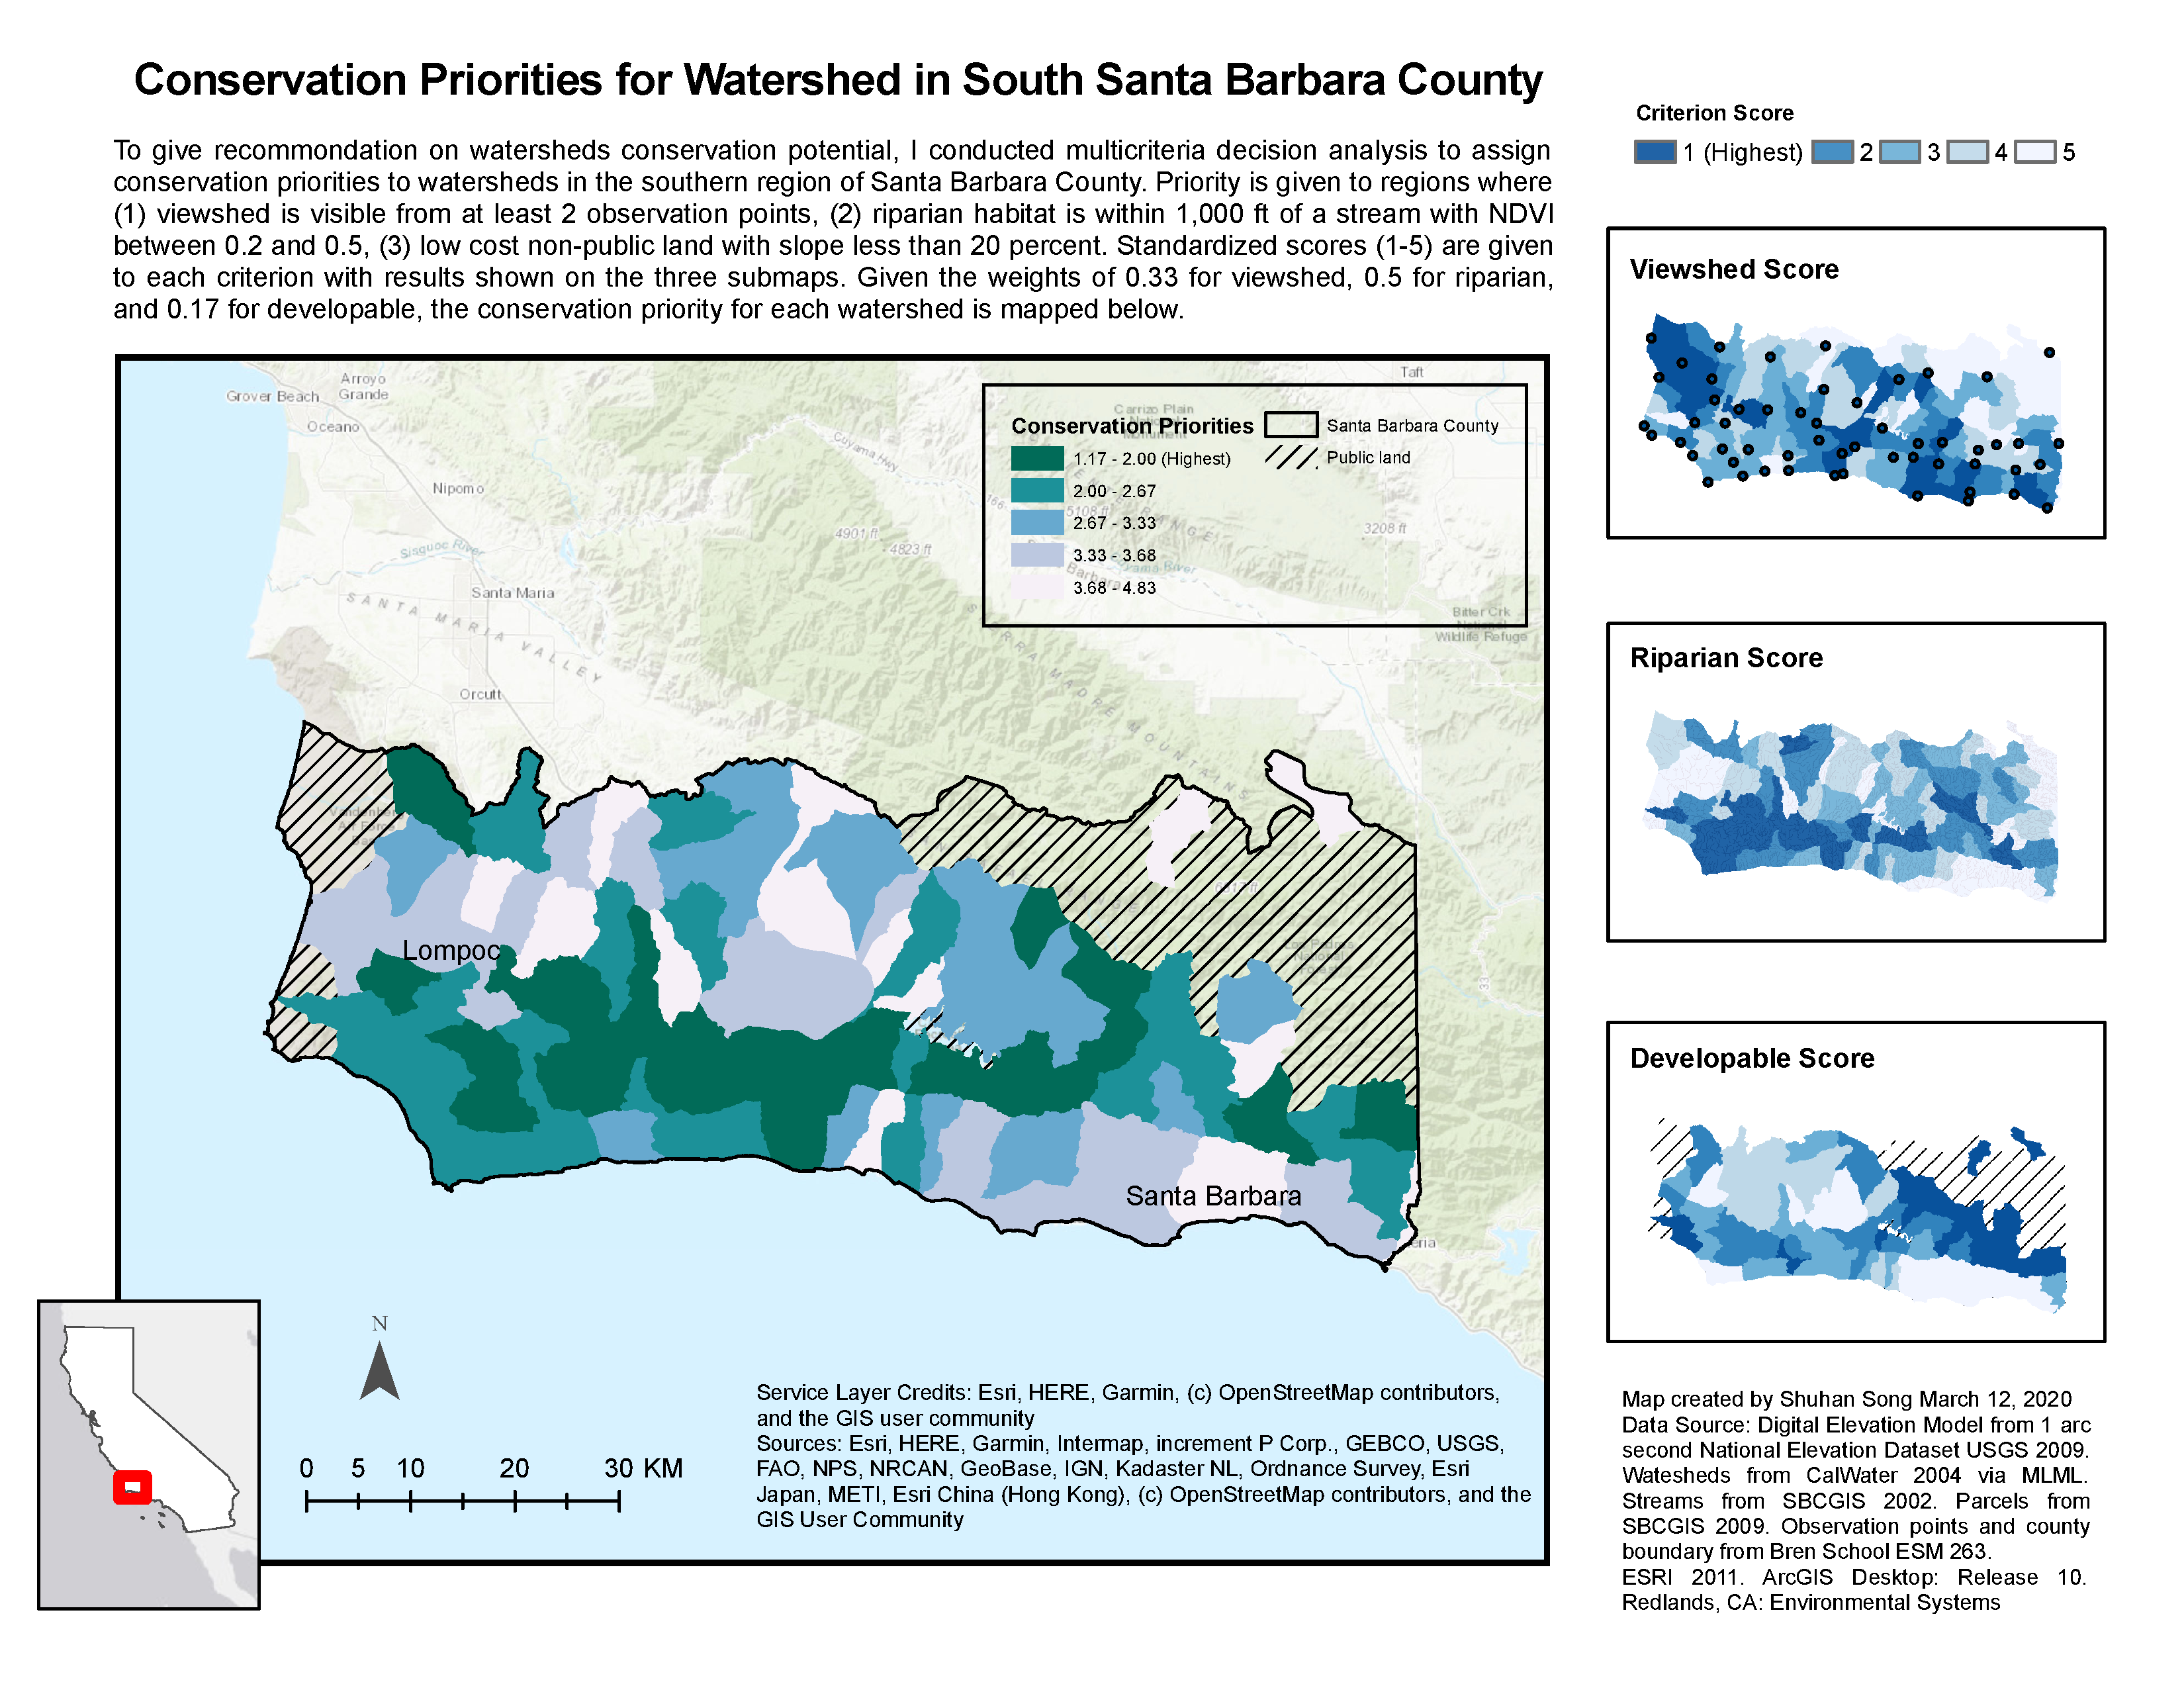 Conservation Priorities for Watershed in South Santa Barbara County
To give recommondation on watersheds conservation potential, I conducted multicriteria decision analysis to assign
conservation priorities to watersheds in the southern region of Santa Barbara County. Priority is given to regions where
(1) viewshed is visible from at least 2 observation points, (2) riparian habitat is within 1,000 ft of a stream with NDVI
between 0.2 and 0.5, (3) low cost non-public land with slope less than 20 percent. Standardized scores (1-5) are given
to each criterion with results shown on the three submaps. Given the weights of 0.33 for viewshed, 0.5 for riparian,
and 0.17 for developable, the conservation priority for each watershed is mapped below.
Criterion Score
1 (Highest) 2 3 4 5
Viewshed Score
Riparian Score
Developable Score
Conservation Priorities
1.17 - 2.00 (Highest)
2.00 - 2.67
2.67 - 3.33
3.33 - 3.68
3.68 - 4.83
Santa Barbara County
Public land
Taft
Arroyo
Grande
Grover Beach
Oceano
Carrizo Plain
Cuyama Hwy
166
Nipomo
5108 ft
4901 ft
4823 ft
3208 ft
Sisquoc River
Santa Maria
SANTA MARIA VALLEY
Bitter Crk
National
Wildlife Refuge
Orcutt
SIERRA MADRE MOUNTAINS
33
Lompoc
Santa Barbara
eria
N
0 5 10 20 30 KM
Service Layer Credits: Esri, HERE, Garmin, (c) OpenStreetMap contributors,
and the GIS user community
Sources: Esri, HERE, Garmin, Intermap, increment P Corp., GEBCO, USGS,
FAO, NPS, NRCAN, GeoBase, IGN, Kadaster NL, Ordnance Survey, Esri
Japan, METI, Esri China (Hong Kong), (c) OpenStreetMap contributors, and the
GIS User Community
Map created by Shuhan Song March 12, 2020
Data Source: Digital Elevation Model from 1 arc
second National Elevation Dataset USGS 2009.
Watesheds from CalWater 2004 via MLML.
Streams from SBCGIS 2002. Parcels from
SBCGIS 2009. Observation points and county
boundary from Bren School ESM 263.
ESRI 2011. ArcGIS Desktop: Release 10.
Redlands, CA: Environmental Systems